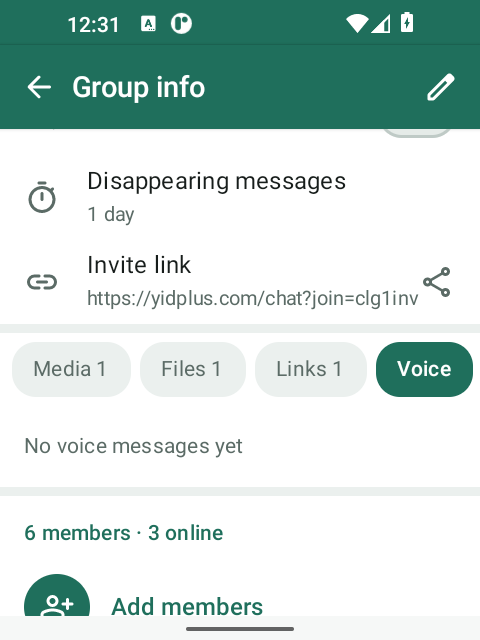 12:31
Group info
Disappearing messages
1 day
Invite link
https://yidplus.com/chat?join=clg1inv
Media 1
Files 1
Links 1
Voice
No voice messages yet
6 members · 3 online
Add members